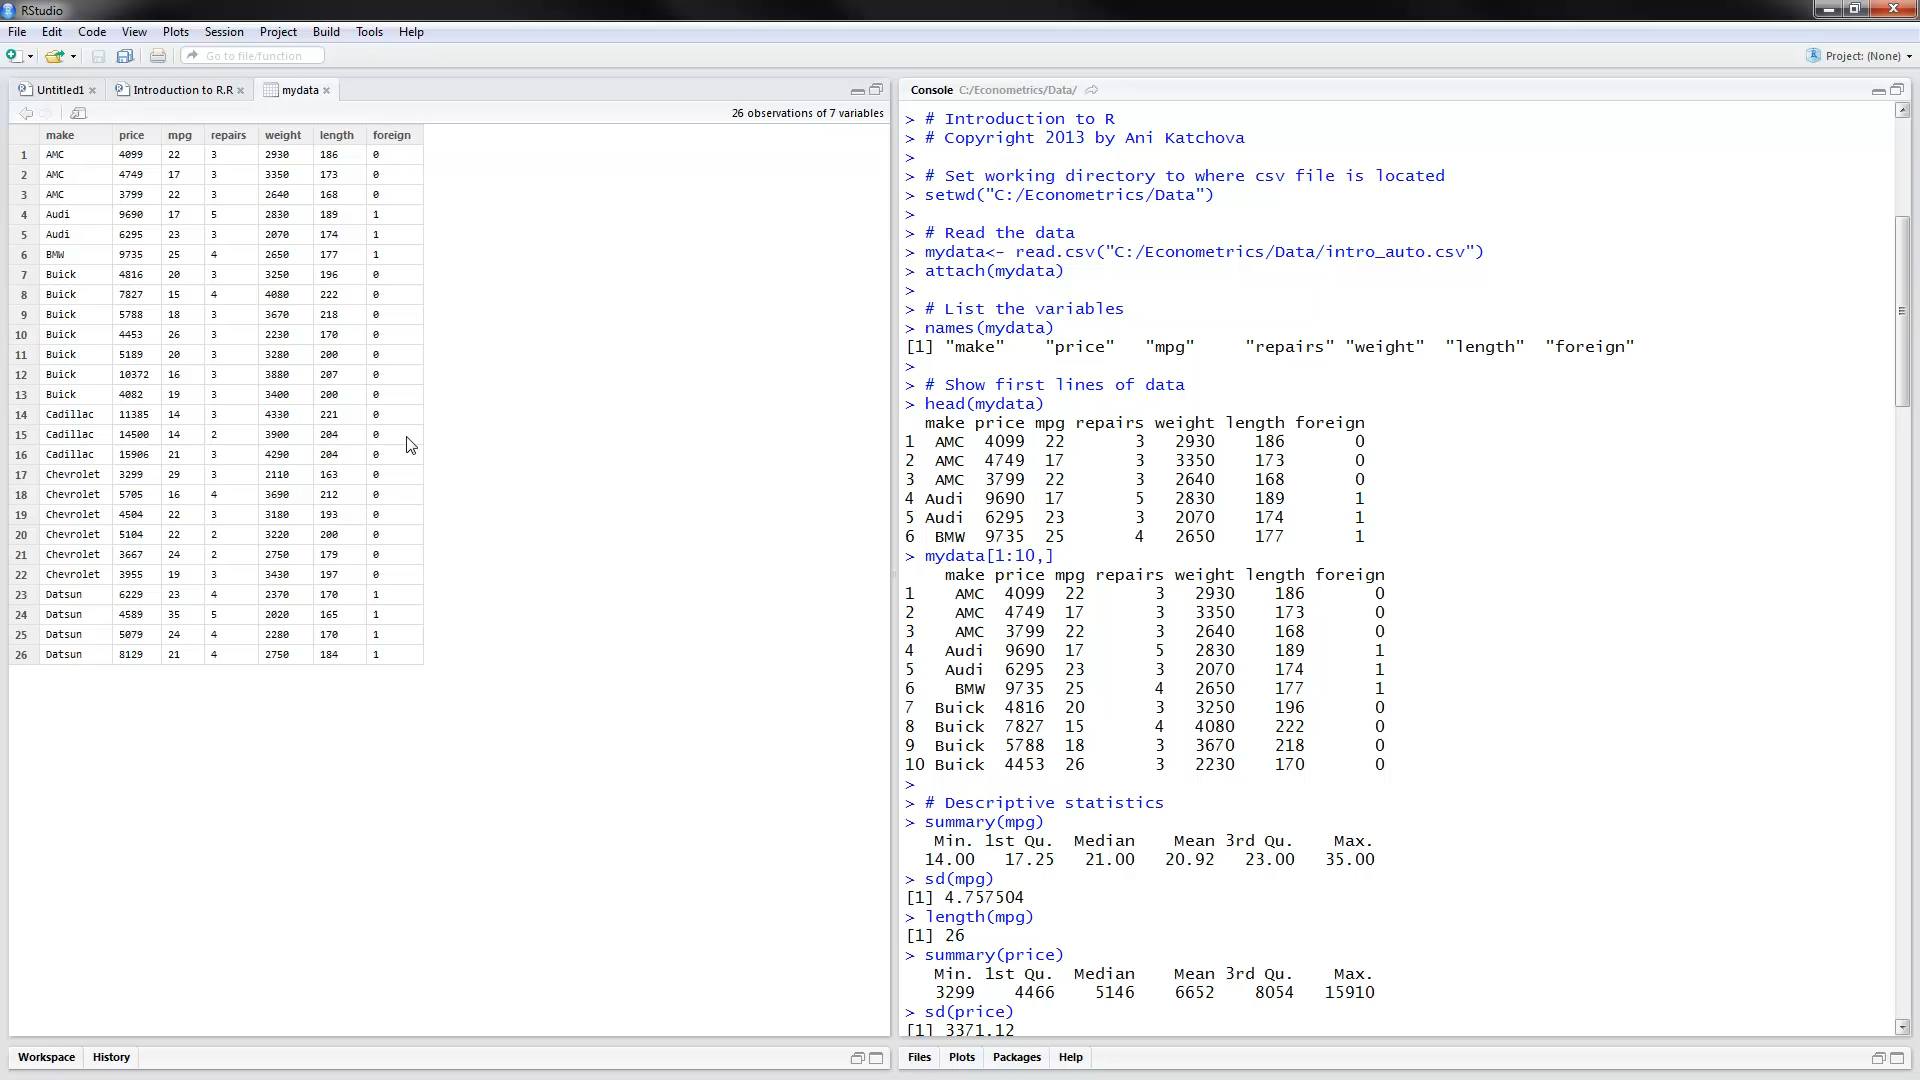 RStudio
File Edit Code View Plots Session Project Build Tools Help
Go to file/function
Project: (None)
Untitled1 Introduction to R.R mydata
26 observations of 7 variables
make price mpg repairs weight length foreign
1 AMC 4099 22 3 2930 186 0
2 AMC 4749 17 3 3350 173 0
3 AMC 3799 22 3 2640 168 0
4 Audi 9690 17 5 2830 189 1
5 Audi 6295 23 3 2070 174 1
6 BMW 9735 25 4 2650 177 1
7 Buick 4816 20 3 3250 196 0
8 Buick 7827 15 4 4080 222 0
9 Buick 5788 18 3 3670 218 0
10 Buick 4453 26 3 2230 170 0
11 Buick 5189 20 3 3280 200 0
12 Buick 10372 16 3 3880 207 0
13 Buick 4082 19 3 3400 200 0
14 Cadillac 11385 14 3 4330 221 0
15 Cadillac 14500 14 2 3900 204 0
16 Cadillac 15906 21 3 4290 204 0
17 Chevrolet 3299 29 3 2110 163 0
18 Chevrolet 5705 16 4 3690 212 0
19 Chevrolet 4504 22 3 3180 193 0
20 Chevrolet 5104 22 2 3220 200 0
21 Chevrolet 3667 24 2 2750 179 0
22 Chevrolet 3955 19 3 3430 197 0
23 Datsun 6229 23 4 2370 170 1
24 Datsun 4589 35 5 2020 165 1
25 Datsun 5079 24 4 2280 170 1
26 Datsun 8129 21 4 2750 184 1
Workspace History
Console C:/Econometrics/Data/
> # Introduction to R
> # Copyright 2013 by Ani Katchova
>
> # Set working directory to where csv file is located
> setwd("C:/Econometrics/Data")
>
> # Read the data
> mydata<- read.csv("C:/Econometrics/Data/intro_auto.csv")
> attach(mydata)
>
> # List the variables
> names(mydata)
[1] "make" "price" "mpg" "repairs" "weight" "length" "foreign"
>
> # Show first lines of data
> head(mydata)
make price mpg repairs weight length foreign
1 AMC 4099 22 3 2930 186 0
2 AMC 4749 17 3 3350 173 0
3 AMC 3799 22 3 2640 168 0
4 Audi 9690 17 5 2830 189 1
5 Audi 6295 23 3 2070 174 1
6 BMW 9735 25 4 2650 177 1
> mydata[1:10,]
make price mpg repairs weight length foreign
1 AMC 4099 22 3 2930 186 0
2 AMC 4749 17 3 3350 173 0
3 AMC 3799 22 3 2640 168 0
4 Audi 9690 17 5 2830 189 1
5 Audi 6295 23 3 2070 174 1
6 BMW 9735 25 4 2650 177 1
7 Buick 4816 20 3 3250 196 0
8 Buick 7827 15 4 4080 222 0
9 Buick 5788 18 3 3670 218 0
10 Buick 4453 26 3 2230 170 0
>
> # Descriptive statistics
> summary(mpg)
Min. 1st Qu. Median Mean 3rd Qu. Max.
14.00 17.25 21.00 20.92 23.00 35.00
> sd(mpg)
[1] 4.757504
> length(mpg)
[1] 26
> summary(price)
Min. 1st Qu. Median Mean 3rd Qu. Max.
3299 4466 5146 6652 8054 15910
> sd(price)
[1] 3371.12
Files Plots Packages Help